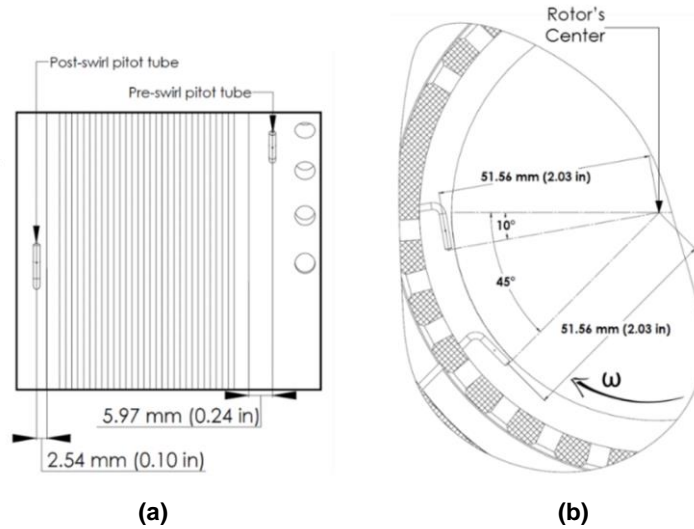 Post-swirl pitot tube
Pre-swirl pitot tube
5.97 mm (0.24 in)
2.54 mm (0.10 in)
(a)
Rotor's
Center
51.56 mm (2.03 in)
10°
45°
51.56 mm (2.03 in)
ω
(b)